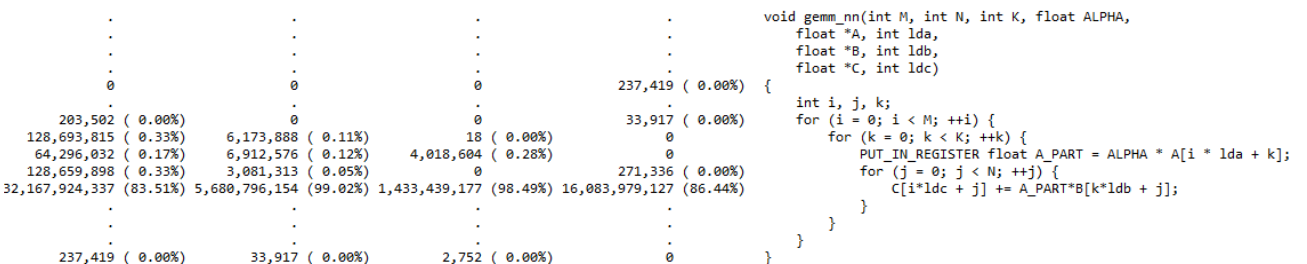 . . . . void gemm_nn(int M, int N, int K, float ALPHA,
. . . . float *A, int lda,
. . . . float *B, int ldb,
. . . . float *C, int ldc)
0 0 0 237,419 ( 0.00%) {
. . . . int i, j, k;
203,502 ( 0.00%) 0 0 33,917 ( 0.00%) for (i = 0; i < M; ++i) {
128,693,815 ( 0.33%) 6,173,888 ( 0.11%) 18 ( 0.00%) 0 for (k = 0; k < K; ++k) {
64,296,032 ( 0.17%) 6,912,576 ( 0.12%) 4,018,604 ( 0.28%) 0 PUT_IN_REGISTER float A_PART = ALPHA * A[i * lda + k];
128,659,898 ( 0.33%) 3,081,313 ( 0.05%) 0 271,336 ( 0.00%) for (j = 0; j < N; ++j) {
32,167,924,337 (83.51%) 5,680,796,154 (99.02%) 1,433,439,177 (98.49%) 16,083,979,127 (86.44%) C[i*ldc + j] += A_PART*B[k*ldb + j];
. . . . }
. . . . }
. . . . }
237,419 ( 0.00%) 33,917 ( 0.00%) 2,752 ( 0.00%) 0 }